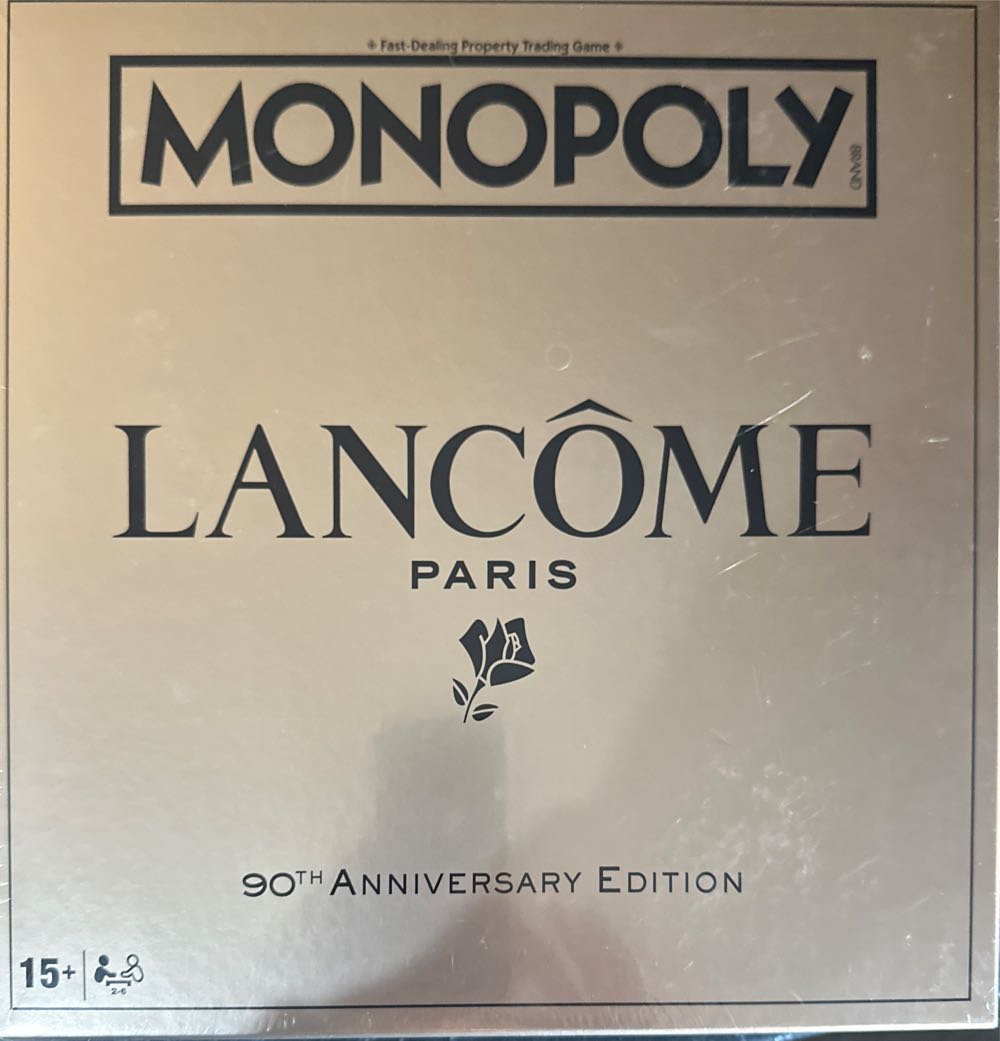 Fast-Dealing Property Trading Game
MONOPOLY
BRAND
LANCÔME
PARIS
90TH ANNIVERSARY EDITION
15+
2-6